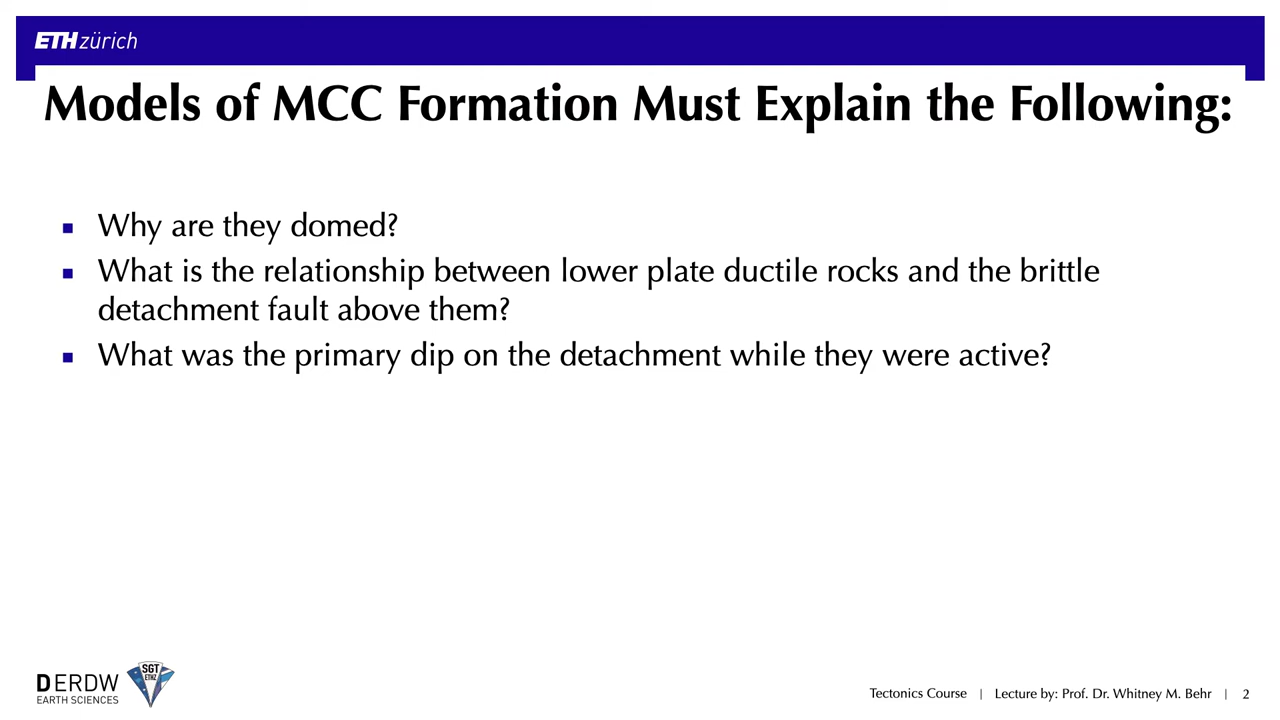 ETH zürich
Models of MCC Formation Must Explain the Following:
▪ Why are they domed?
▪ What is the relationship between lower plate ductile rocks and the brittle
detachment fault above them?
▪ What was the primary dip on the detachment while they were active?
DERDW
EARTH SCIENCES
SGT
ETHZ
Tectonics Course | Lecture by: Prof. Dr. Whitney M. Behr | 2